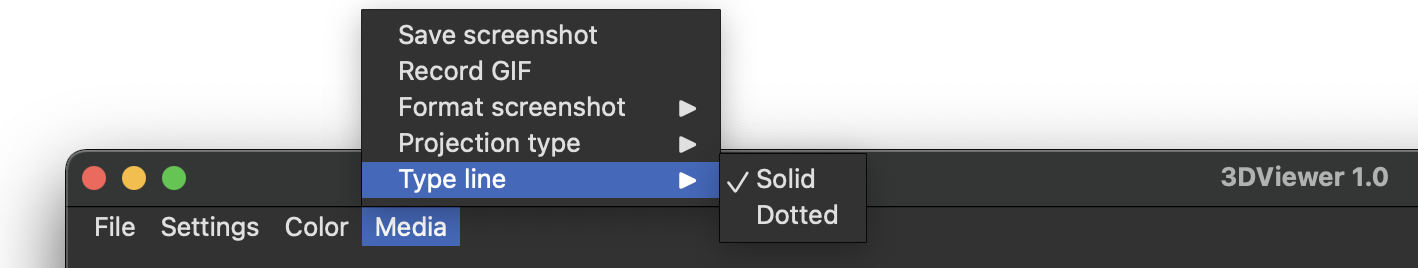 Save screenshot
Record GIF
Format screenshot
Projection type
Type line
Solid
Dotted
3DViewer 1.0
File Settings Color Media